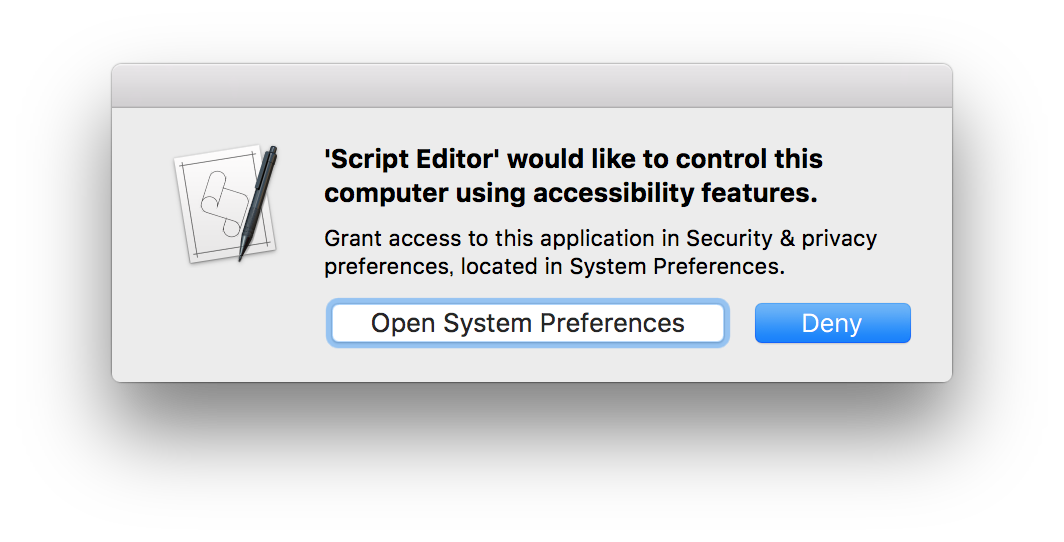 'Script Editor' would like to control this
computer using accessibility features.
Grant access to this application in Security & privacy
preferences, located in System Preferences.
Open System Preferences
Deny